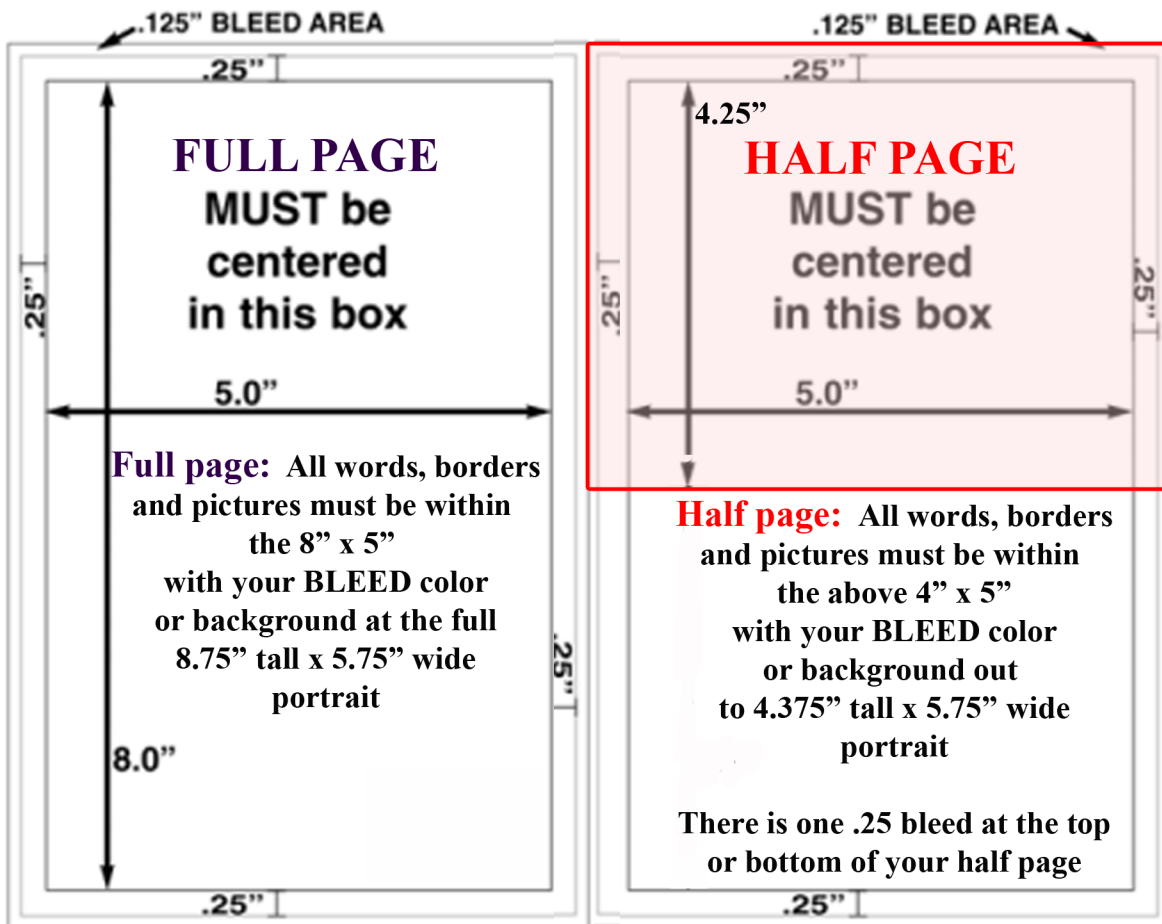 .125” BLEED AREA
.25”
FULL PAGE
MUST be
centered
in this box
.25”
5.0”
Full page: All words, borders
and pictures must be within
the 8” x 5”
with your BLEED color
or background at the full
8.75” tall x 5.75” wide
portrait
.25”
8.0”
.25”
.125” BLEED AREA
.25”
4.25”
HALF PAGE
MUST be
centered
in this box
.25”
.25”
5.0”
Half page: All words, borders
and pictures must be within
the above 4” x 5”
with your BLEED color
or background out
to 4.375” tall x 5.75” wide
portrait
There is one .25 bleed at the top
or bottom of your half page
.25”